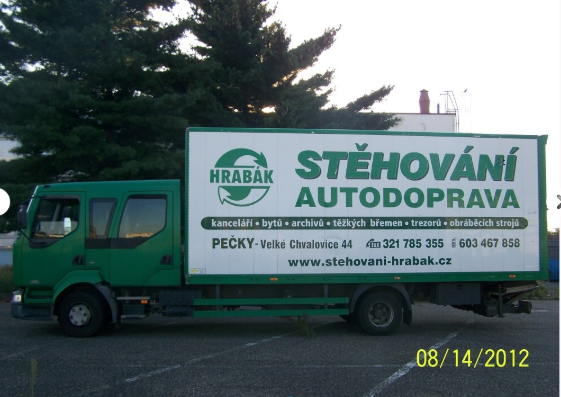 HRABÁK
STĚHOVÁNÍ
AUTODOPRAVA
kanceláří • bytů • archivů • těžkých břemen • trezorů • obráběcích strojů
PEČKY - Velké Chvalovice 44 321 785 355 603 467 858
www.stehovani-hrabak.cz
08/14/2012